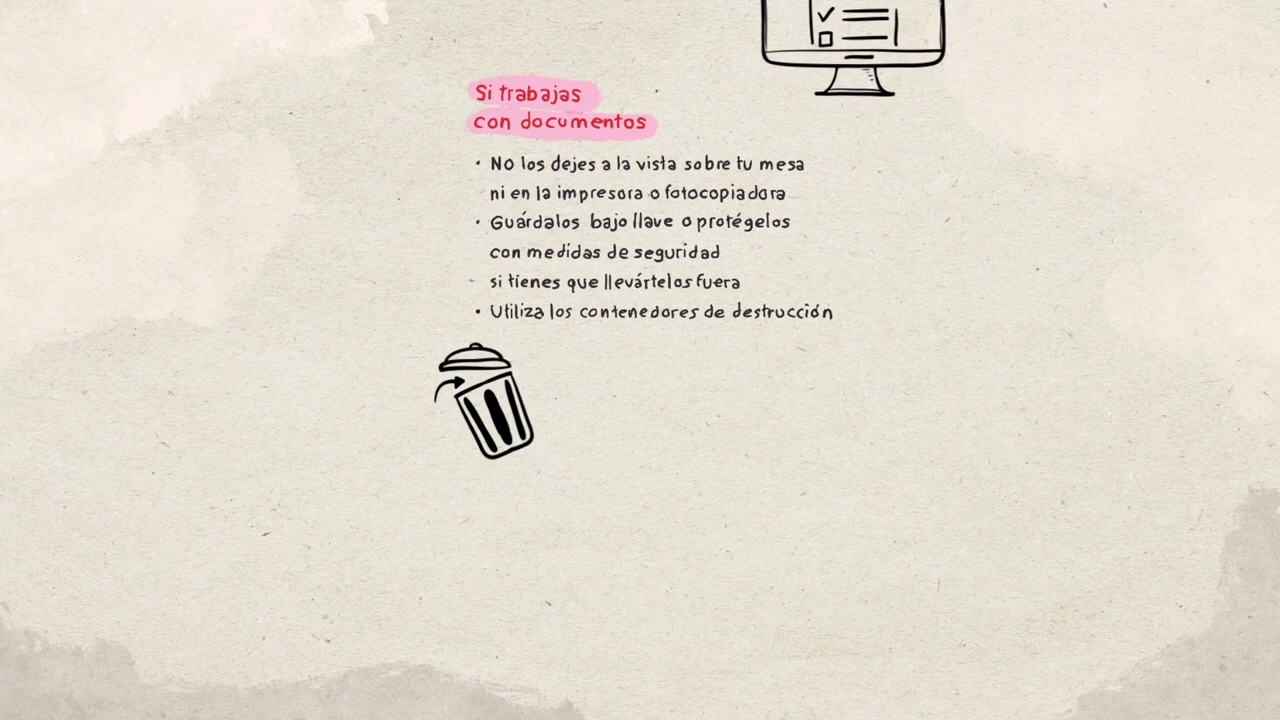 Si trabajas
con documentos
• No los dejes a la vista sobre tu mesa
ni en la impresora o fotocopiadora
• Guárdalos bajo llave o protégelos
con medidas de seguridad
si tienes que llevártelos fuera
• Utiliza los contenedores de destrucción